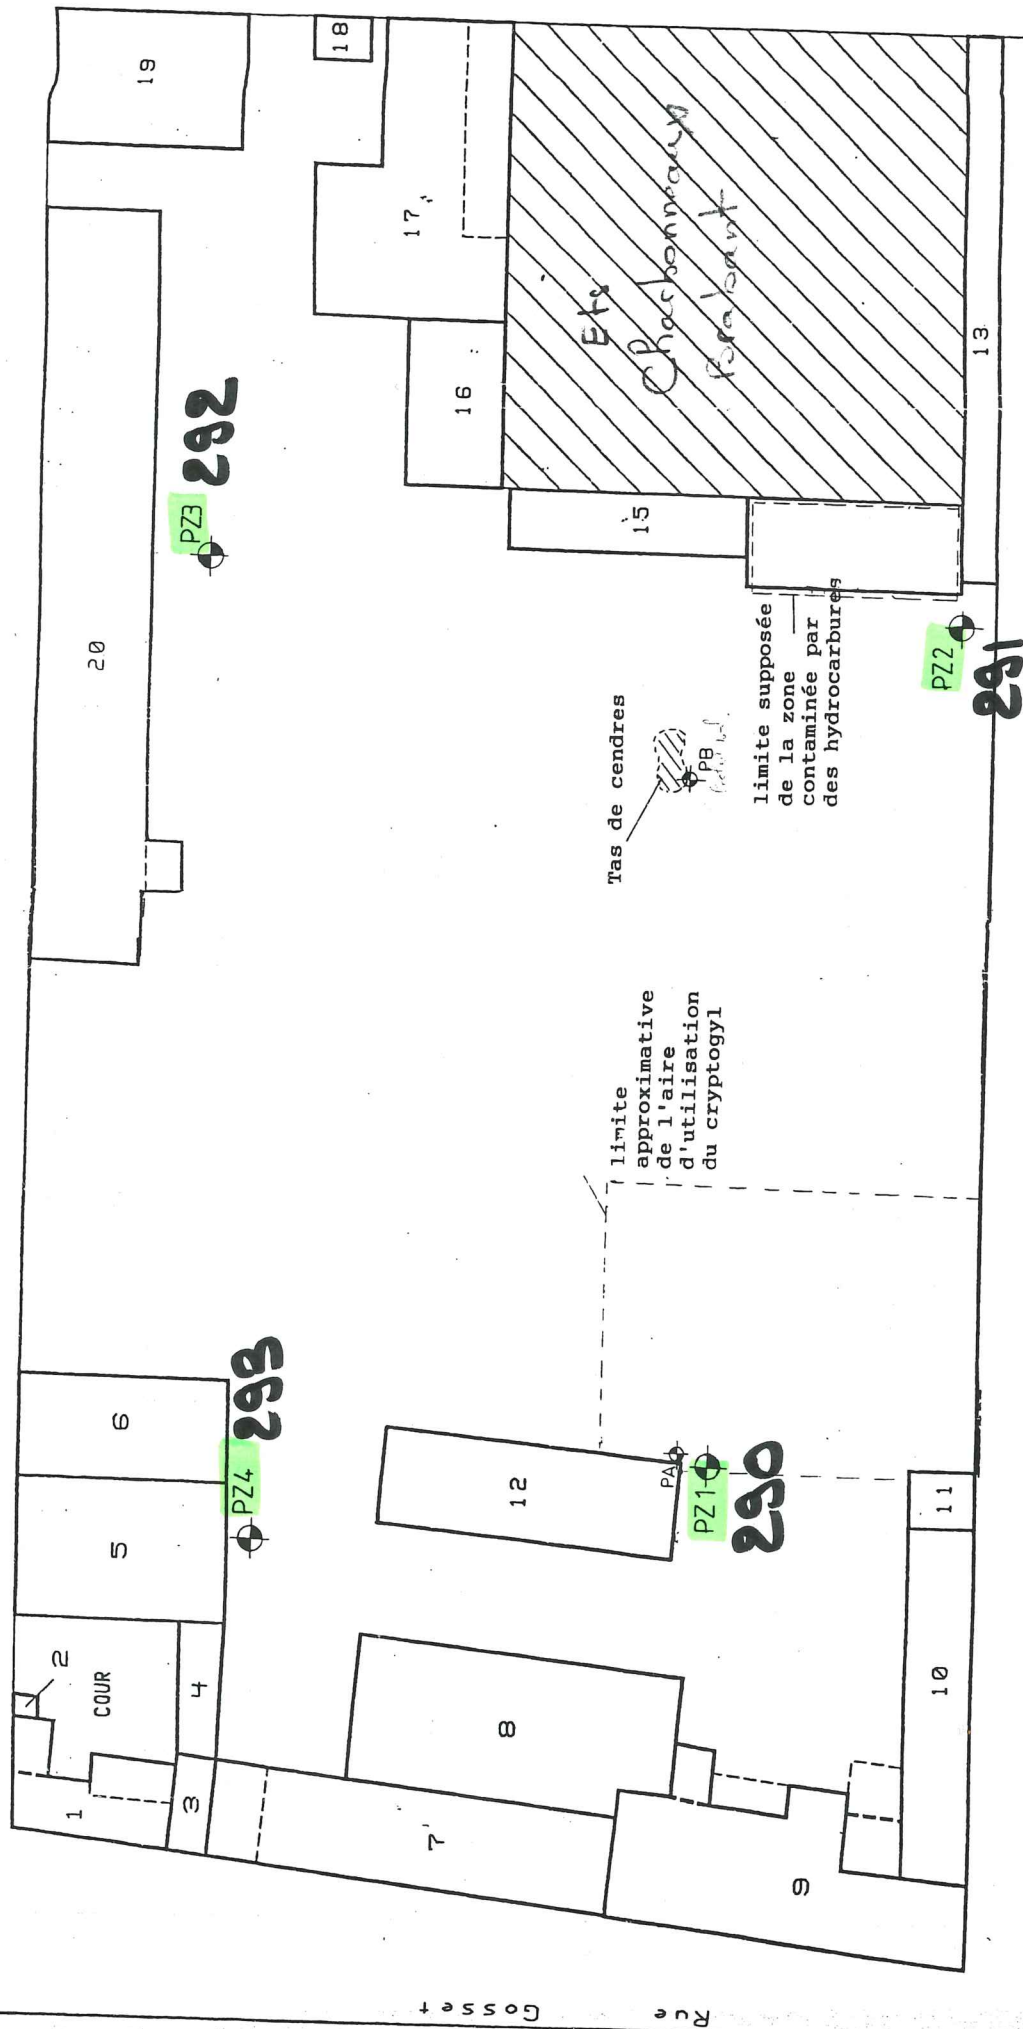 19
18
17
16
15
13
20
PZ3
292
Ets
Charbonneaux
Brabant
PZ2
291
limite supposée
de la zone
contaminée par
des hydrocarbures
Tas de cendres
PB
limite
approximative
de l'aire
d'utilisation
du cryptogyl
6
5
PZ4
293
12
PA
PZ1
290
11
10
2
COUR
4
3
1
7
8
9
Rue Gosset